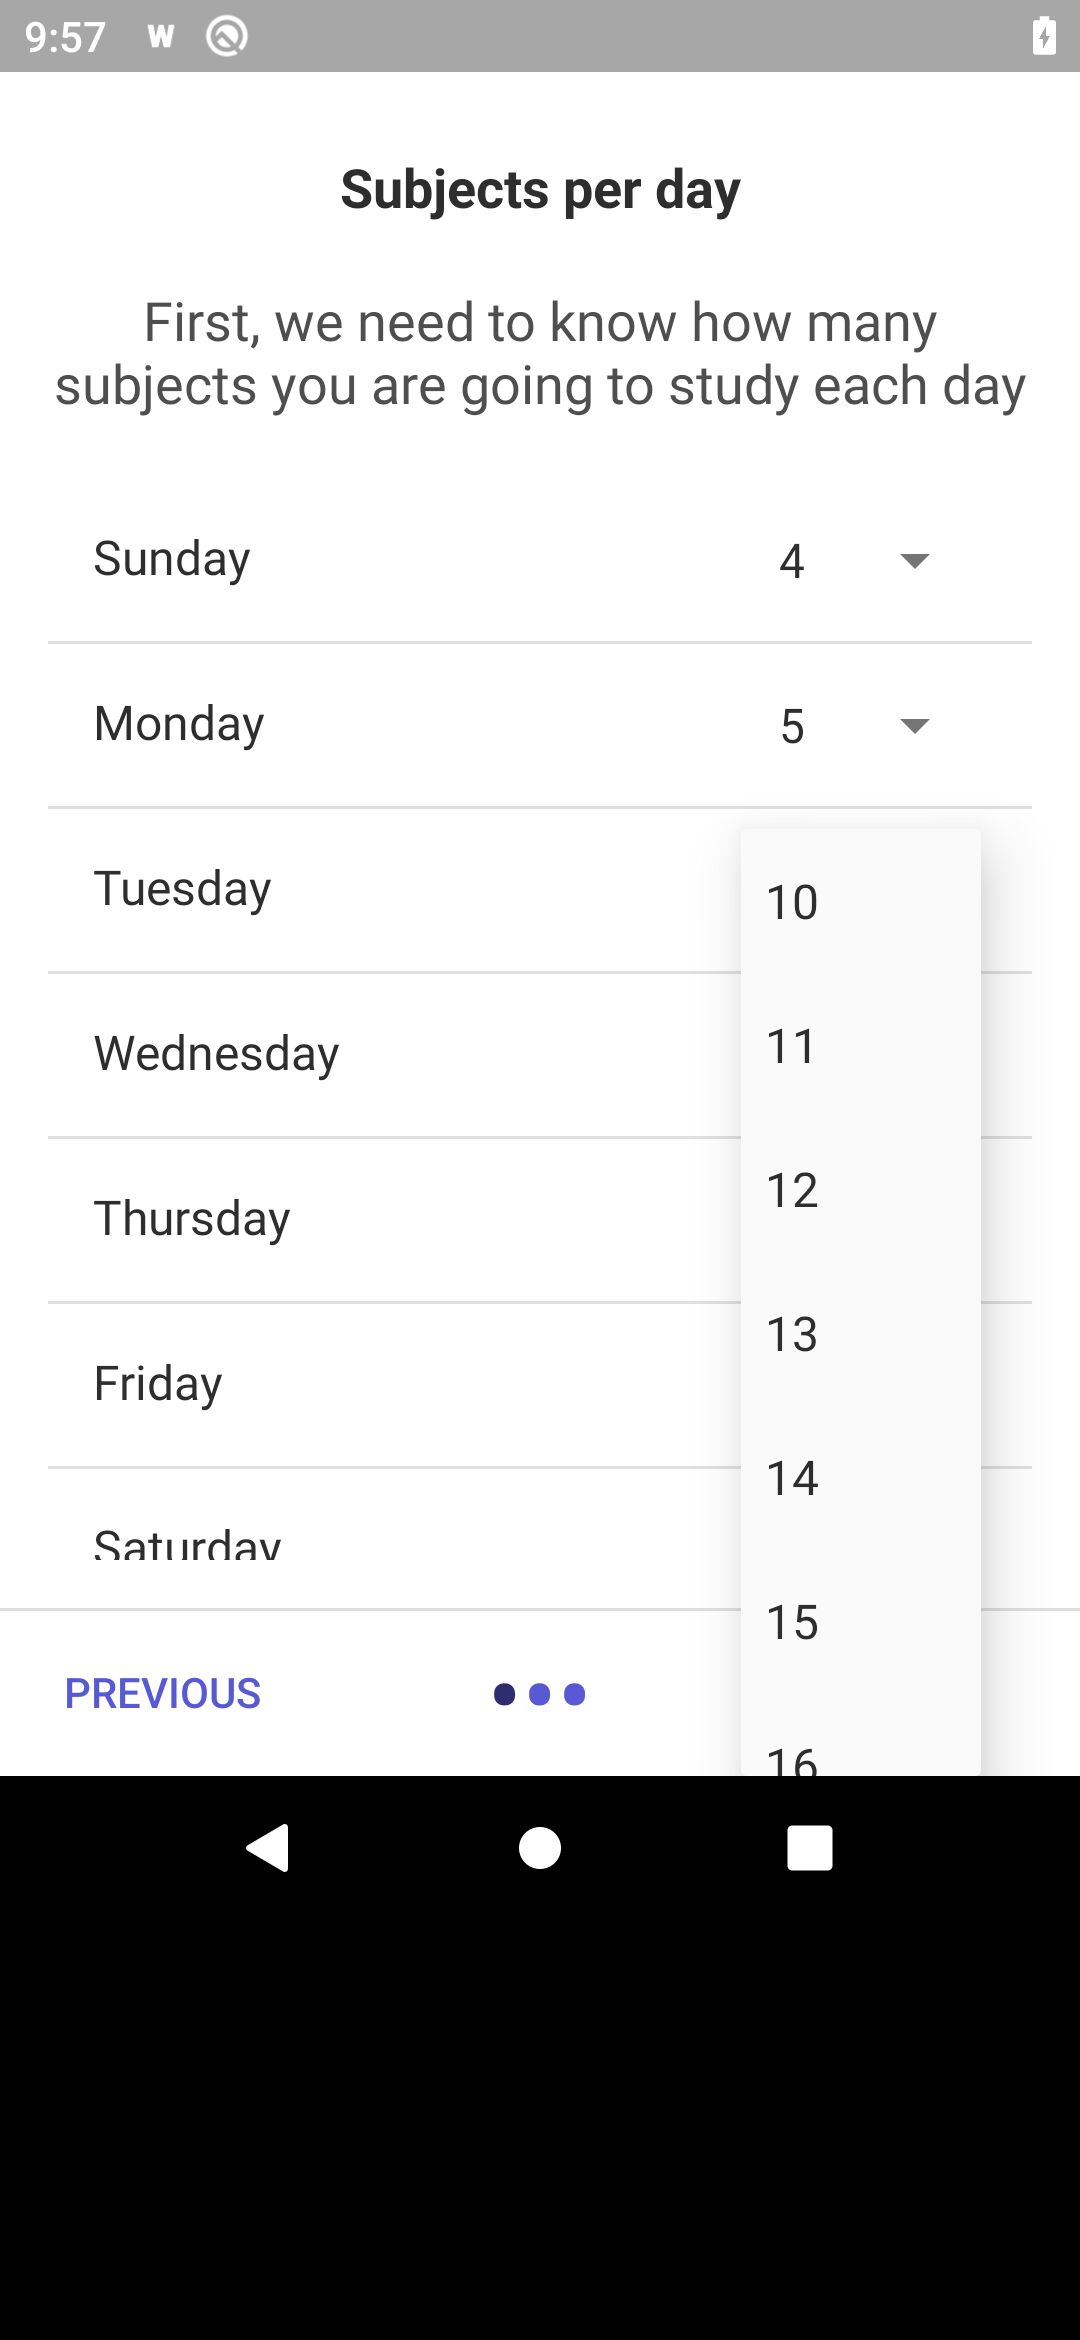 9:57
Subjects per day
First, we need to know how many
subjects you are going to study each day
Sunday 4
Monday 5
Tuesday
10
Wednesday
11
12
Thursday
13
Friday
14
Saturday
15
PREVIOUS
16